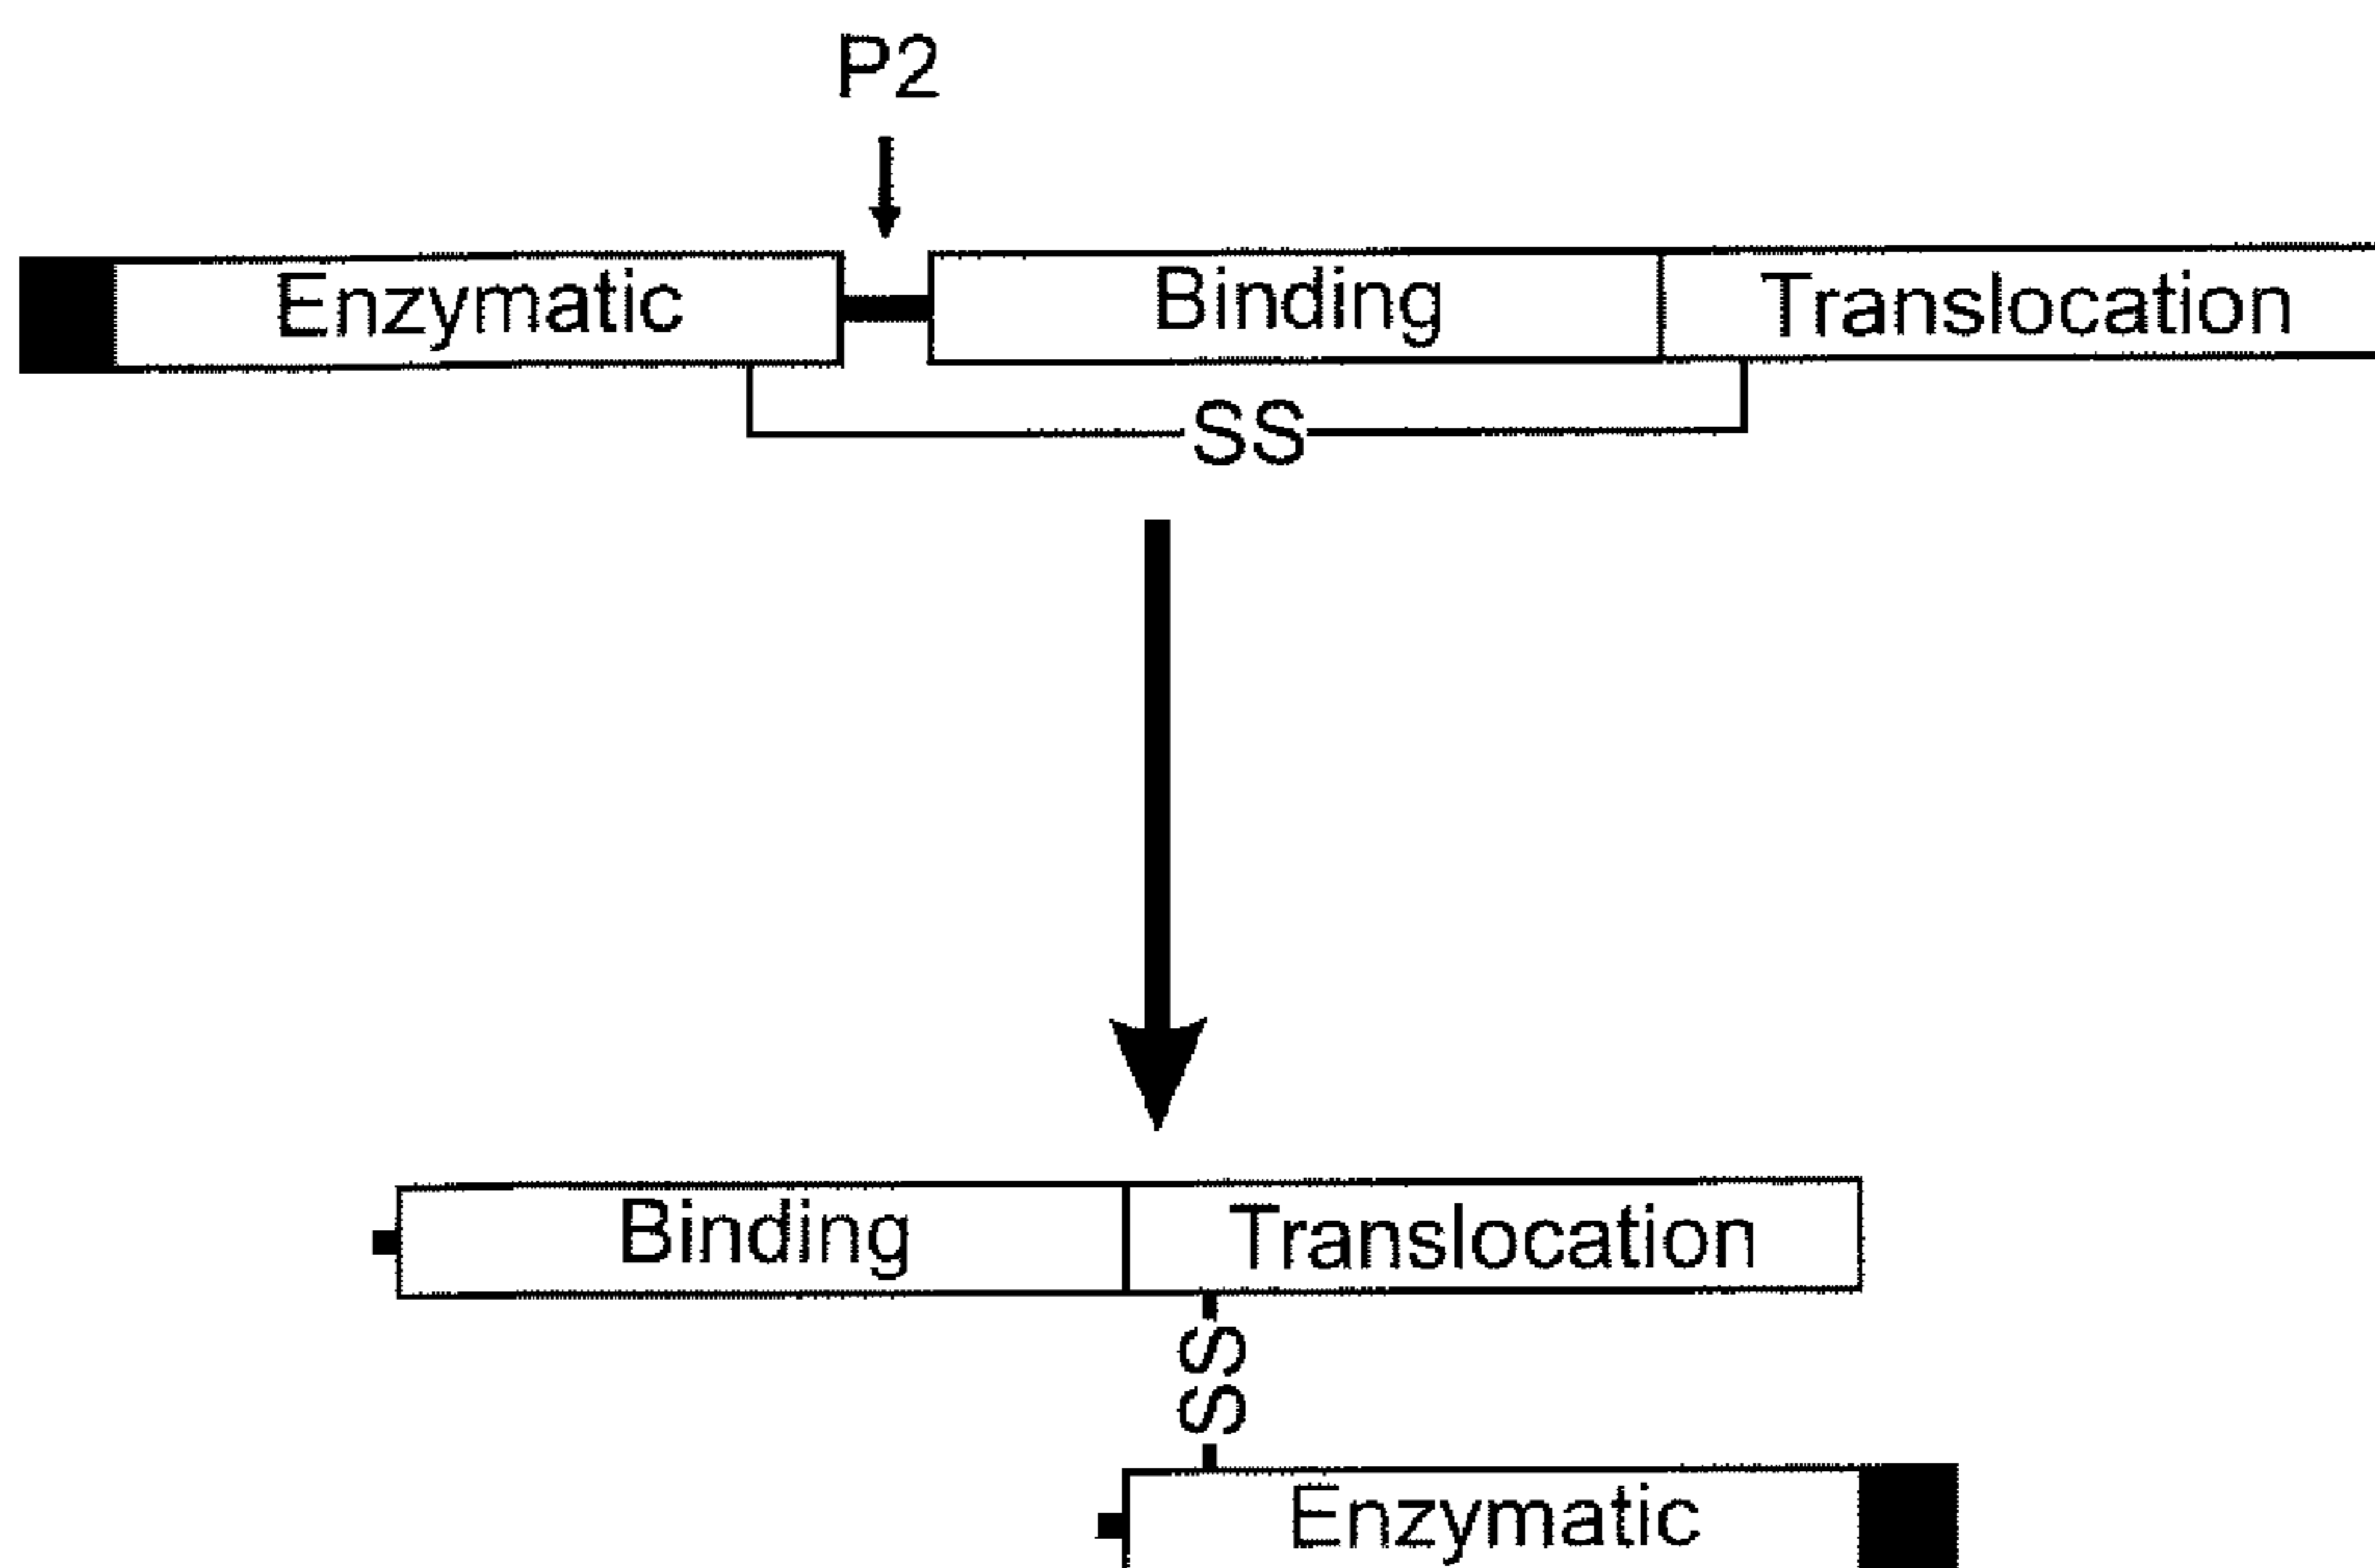 P2
Enzymatic Binding Translocation
SS
Binding Translocation
SS
Enzymatic